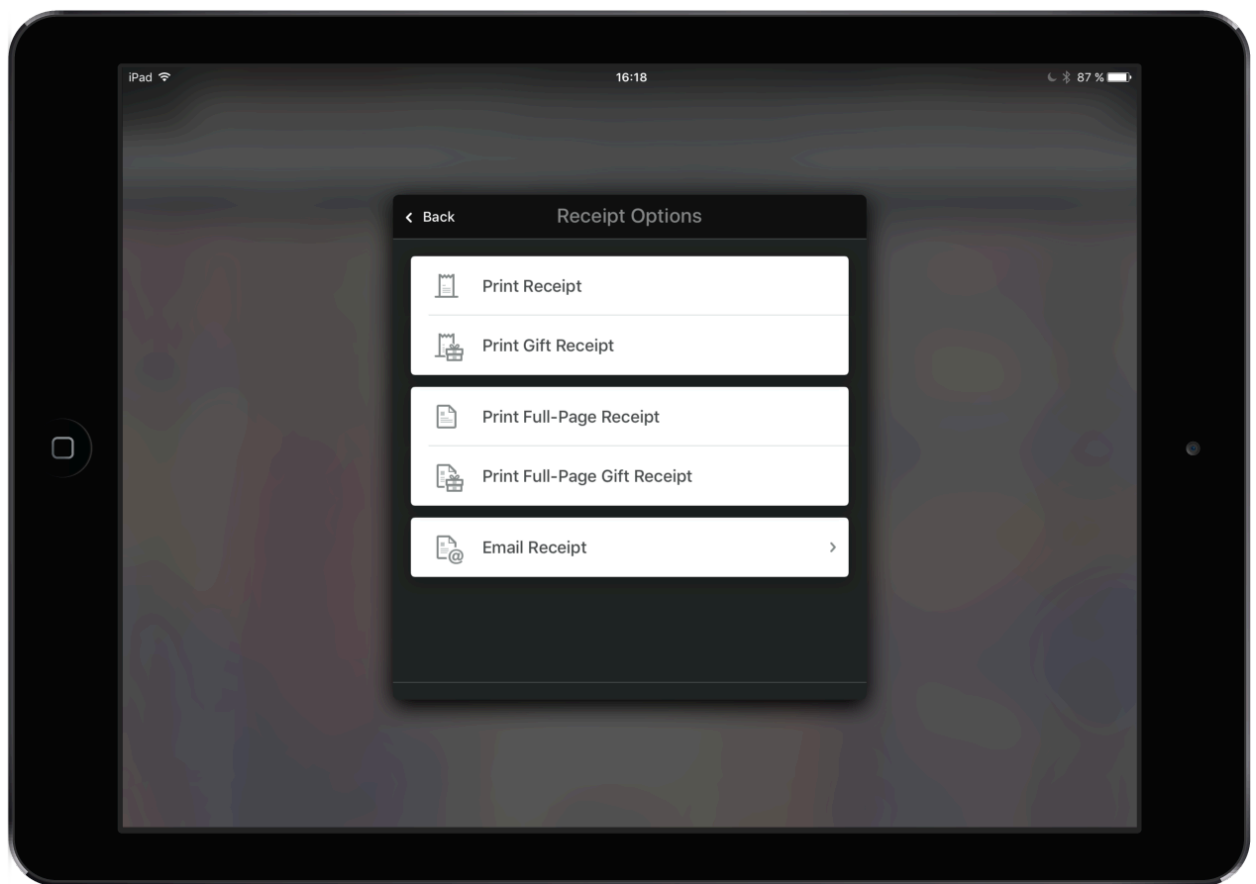 iPad 16:18 87 %
Back Receipt Options
Print Receipt
Print Gift Receipt
Print Full-Page Receipt
Print Full-Page Gift Receipt
Email Receipt